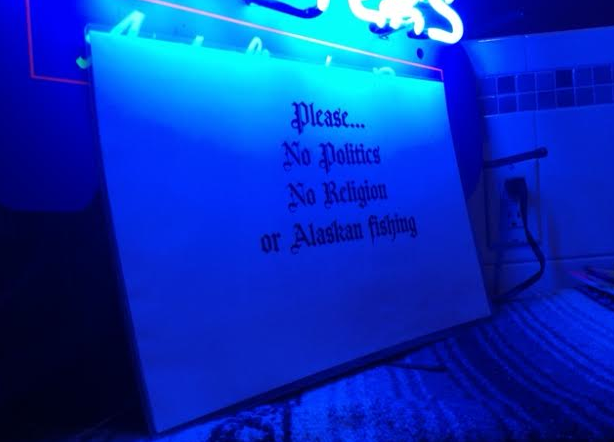 Please...
No Politics
No Religion
or Alaskan fishing